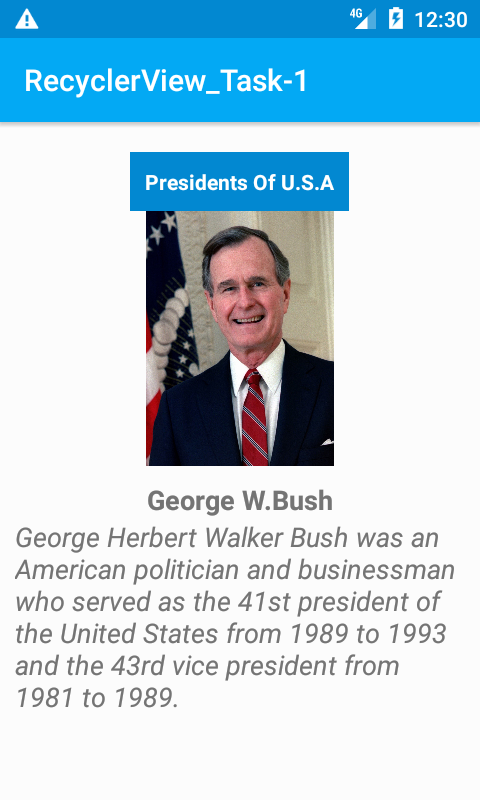 4G 12:30
RecyclerView_Task-1
Presidents Of U.S.A
George W.Bush
George Herbert Walker Bush was an
American politician and businessman
who served as the 41st president of
the United States from 1989 to 1993
and the 43rd vice president from
1981 to 1989.